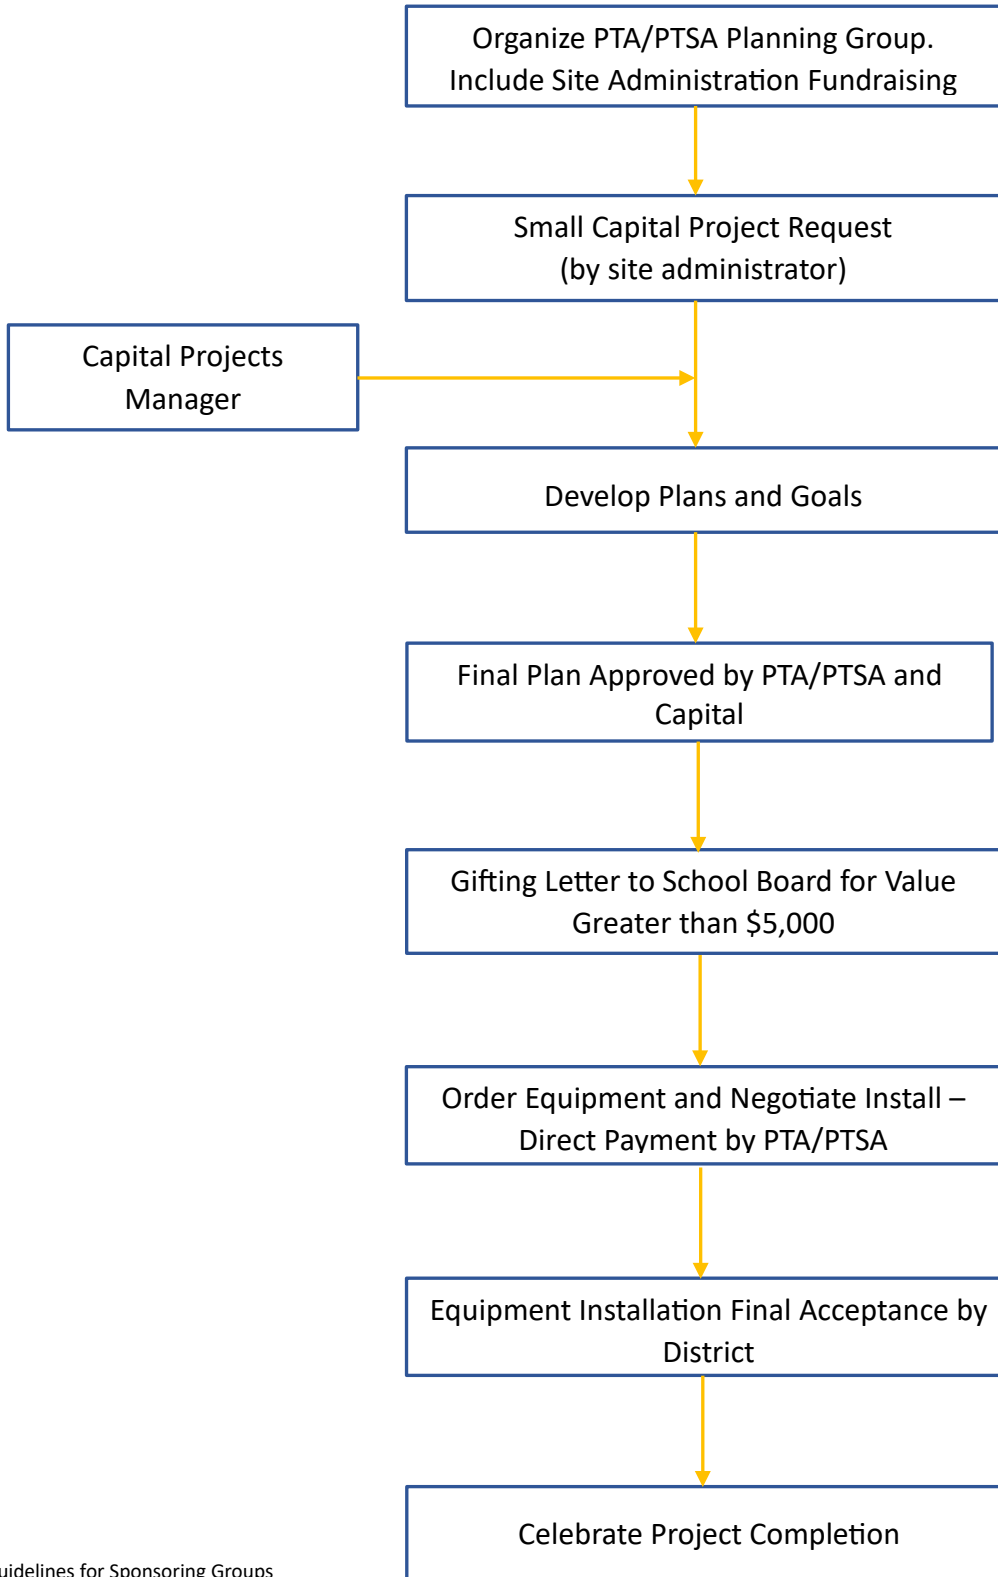 Organize PTA/PTSA Planning Group.
Include Site Administration Fundraising
Small Capital Project Request
(by site administrator)
Capital Projects
Manager
Develop Plans and Goals
Final Plan Approved by PTA/PTSA and
Capital
Gifting Letter to School Board for Value
Greater than $5,000
Order Equipment and Negotiate Install –
Direct Payment by PTA/PTSA
Equipment Installation Final Acceptance by
District
Celebrate Project Completion
uidelines for Sponsoring Groups